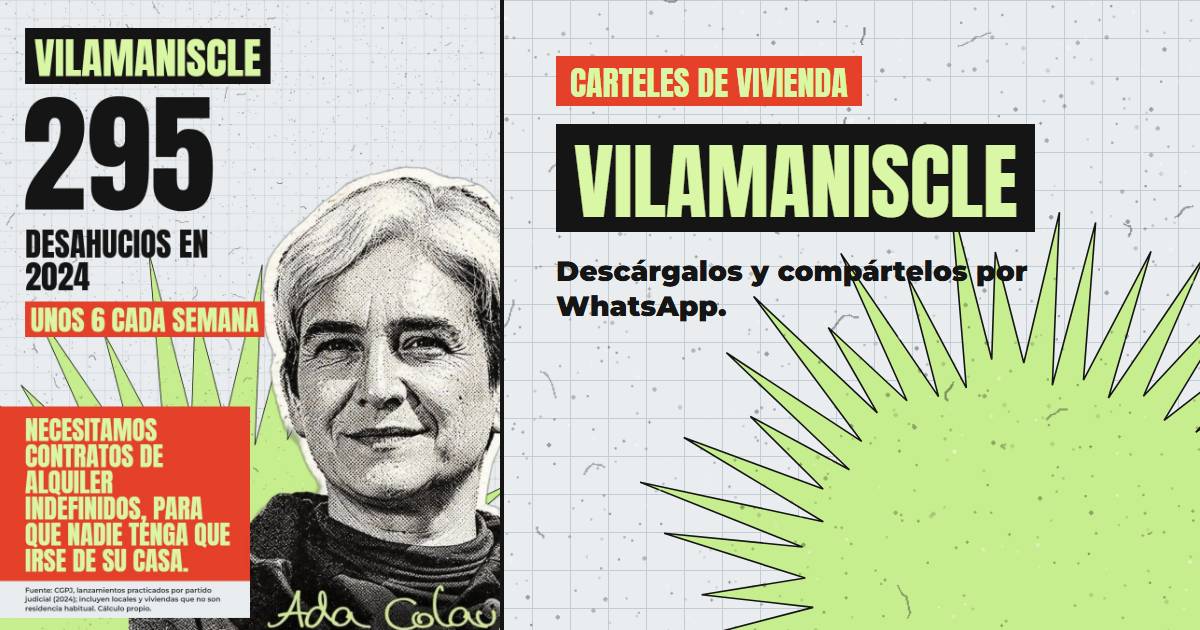 VILAMANISCLE
295
DESAHUCIOS EN
2024
UNOS 6 CADA SEMANA
NECESITAMOS
CONTRATOS DE
ALQUILER
INDEFINIDOS, PARA
QUE NADIE TENGA QUE
IRSE DE SU CASA.
Fuente: CGPJ, lanzamientos practicados por partido
judicial (2024); incluyen locales y viviendas que no son
residencia habitual. Cálculo propio.
Ada Colau
CARTELES DE VIVIENDA
VILAMANISCLE
Descárgalos y compártelos por
WhatsApp.